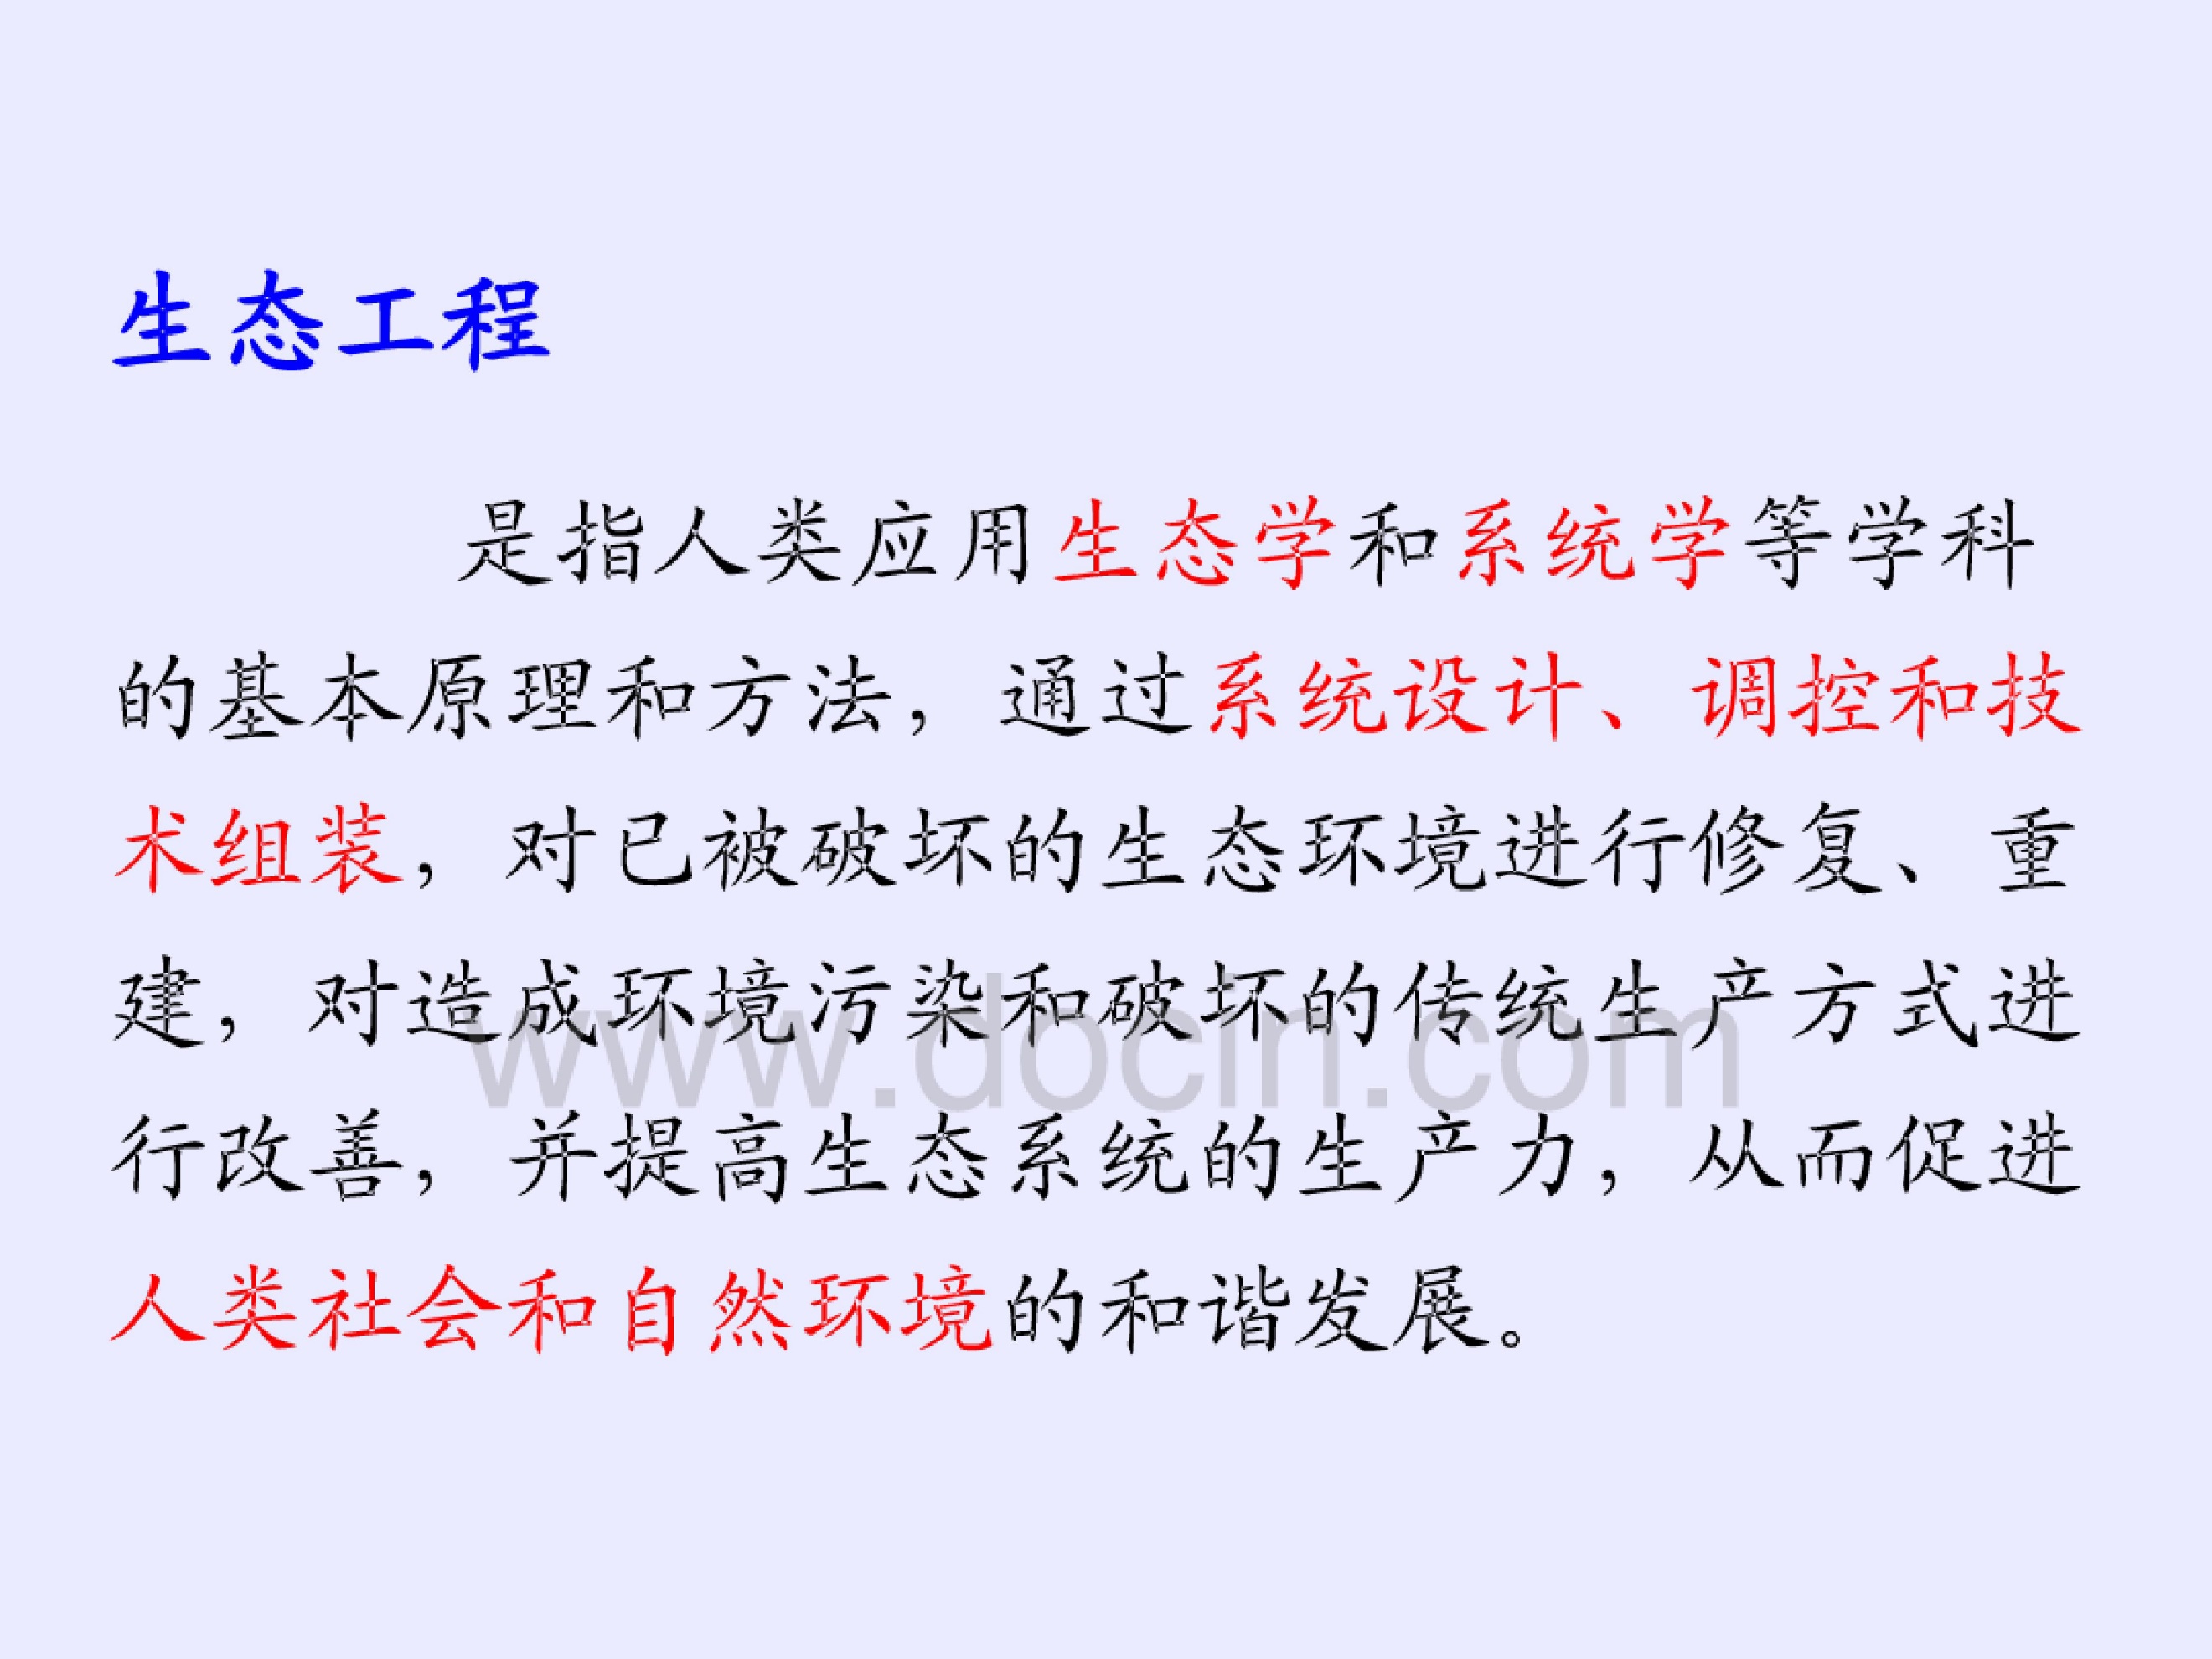 生态工程
是指人类应用生态学和系统学等学科
的基本原理和方法，通过系统设计、调控和技
术组装，对已被破坏的生态环境进行修复、重
建，对造成环境污染和破坏的传统生产方式进
www.docin.com
行改善，并提高生态系统的生产力，从而促进
人类社会和自然环境的和谐发展。